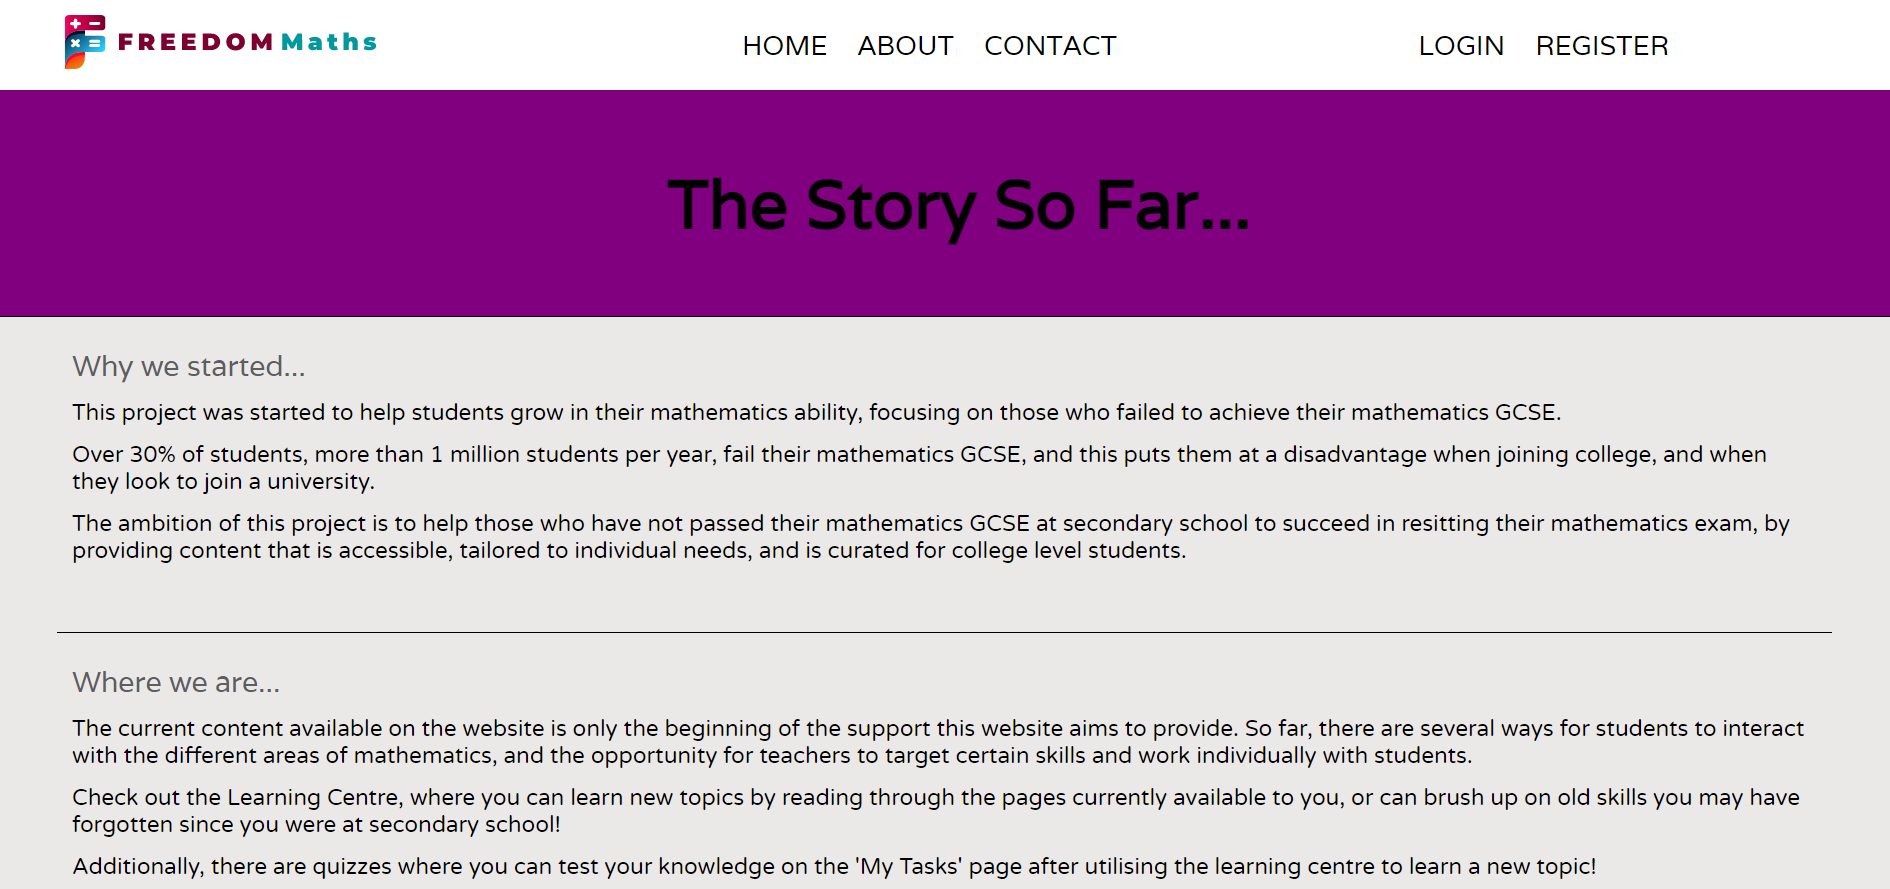 FREEDOM Maths
HOME ABOUT CONTACT LOGIN REGISTER
The Story So Far...
Why we started...
This project was started to help students grow in their mathematics ability, focusing on those who failed to achieve their mathematics GCSE.
Over 30% of students, more than 1 million students per year, fail their mathematics GCSE, and this puts them at a disadvantage when joining college, and when
they look to join a university.
The ambition of this project is to help those who have not passed their mathematics GCSE at secondary school to succeed in resitting their mathematics exam, by
providing content that is accessible, tailored to individual needs, and is curated for college level students.
Where we are...
The current content available on the website is only the beginning of the support this website aims to provide. So far, there are several ways for students to interact
with the different areas of mathematics, and the opportunity for teachers to target certain skills and work individually with students.
Check out the Learning Centre, where you can learn new topics by reading through the pages currently available to you, or can brush up on old skills you may have
forgotten since you were at secondary school!
Additionally, there are quizzes where you can test your knowledge on the 'My Tasks' page after utilising the learning centre to learn a new topic!